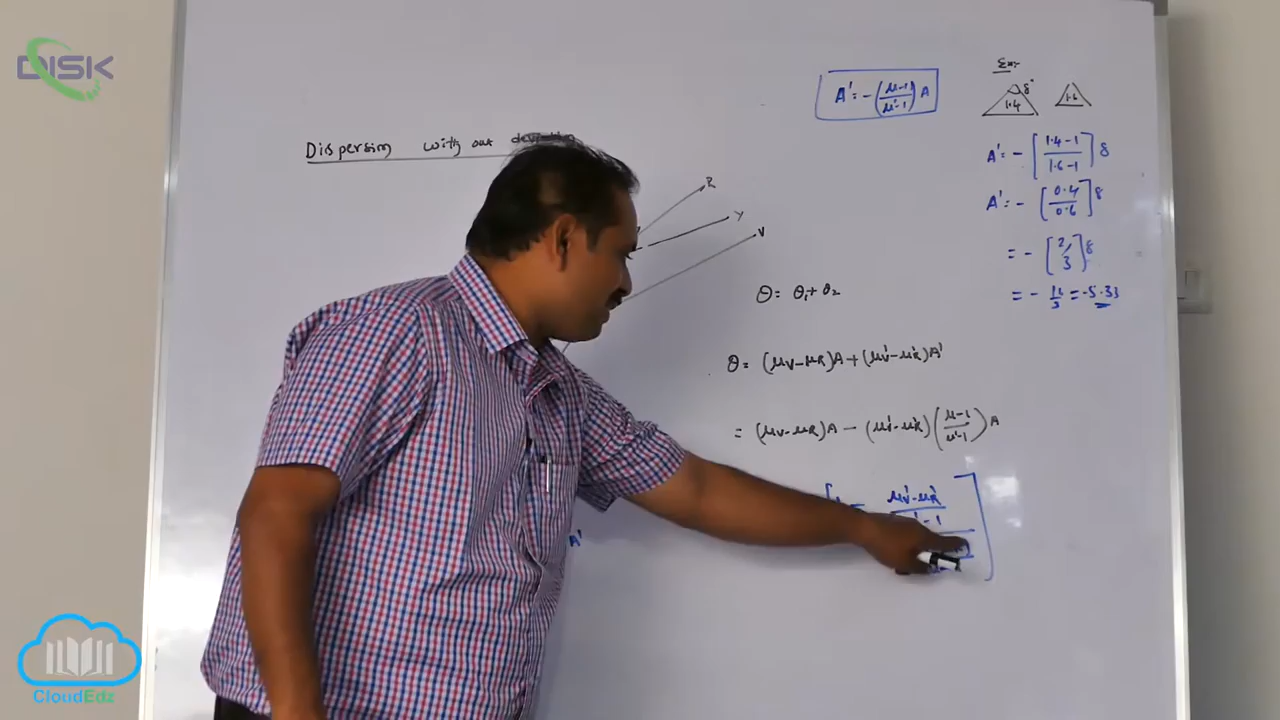 DISK
Dispersion with out
R
Y
V
θ = θ₁ + θ₂
θ = (μv – μR)A + (μ'v – μ'R)A'
= (μv – μR)A – (μ'v – μ'R)((μ–1)/(μ'–1))A
μ'v – μ'R
A'
A' = –((μ–1)/(μ'–1))A
Ex:-
8°
1.4
1.6
A' = –[(1.4–1)/(1.6–1)]8
A' = –[0.4/0.6]8
= –[2/3]8
= –16/3 = -5.33
CloudEdz